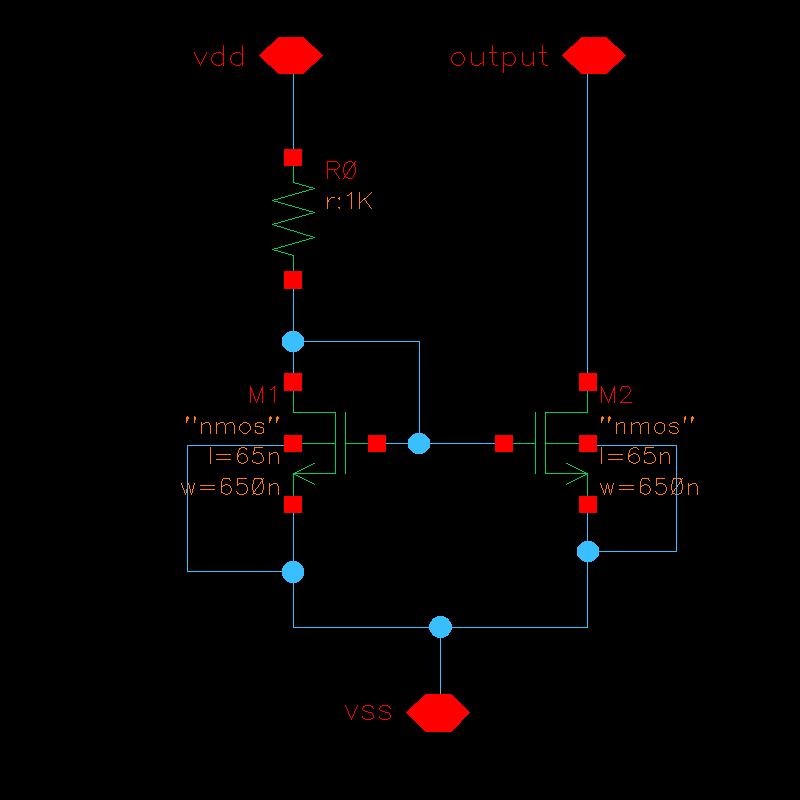 vdd
output
R0
r:1K
M1
"nmos"
l=65n
w=650n
M2
"nmos"
l=65n
w=650n
vss